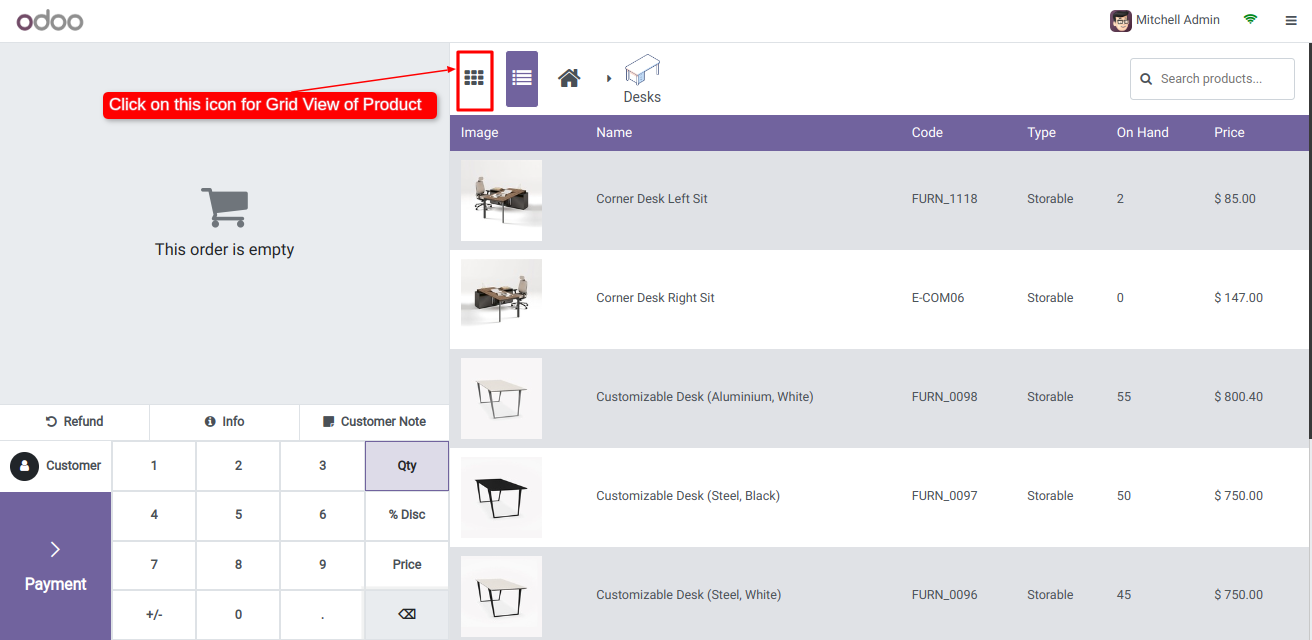 odoo
Mitchell Admin
Click on this icon for Grid View of Product
Desks
Search products...
Image Name Code Type On Hand Price
Corner Desk Left Sit FURN_1118 Storable 2 $ 85.00
Corner Desk Right Sit E-COM06 Storable 0 $ 147.00
Customizable Desk (Aluminium, White) FURN_0098 Storable 55 $ 800.40
Customizable Desk (Steel, Black) FURN_0097 Storable 50 $ 750.00
Customizable Desk (Steel, White) FURN_0096 Storable 45 $ 750.00
This order is empty
Refund Info Customer Note
Customer 1 2 3 Qty
4 5 6 % Disc
7 8 9 Price
Payment
+/- 0 .